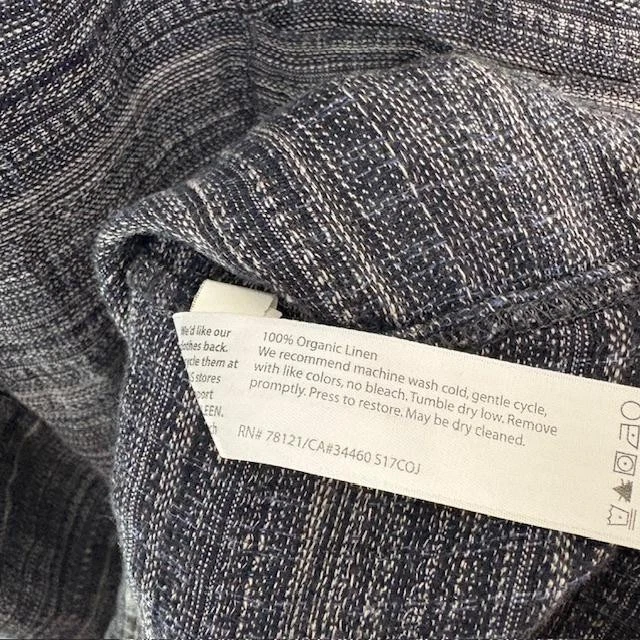 We'd like our
clothes back.
cycle them at
stores
port
LEEN.
ch
100% Organic Linen
We recommend machine wash cold, gentle cycle,
with like colors, no bleach. Tumble dry low. Remove
promptly. Press to restore. May be dry cleaned.
RN# 78121/CA#34460 S17COJ